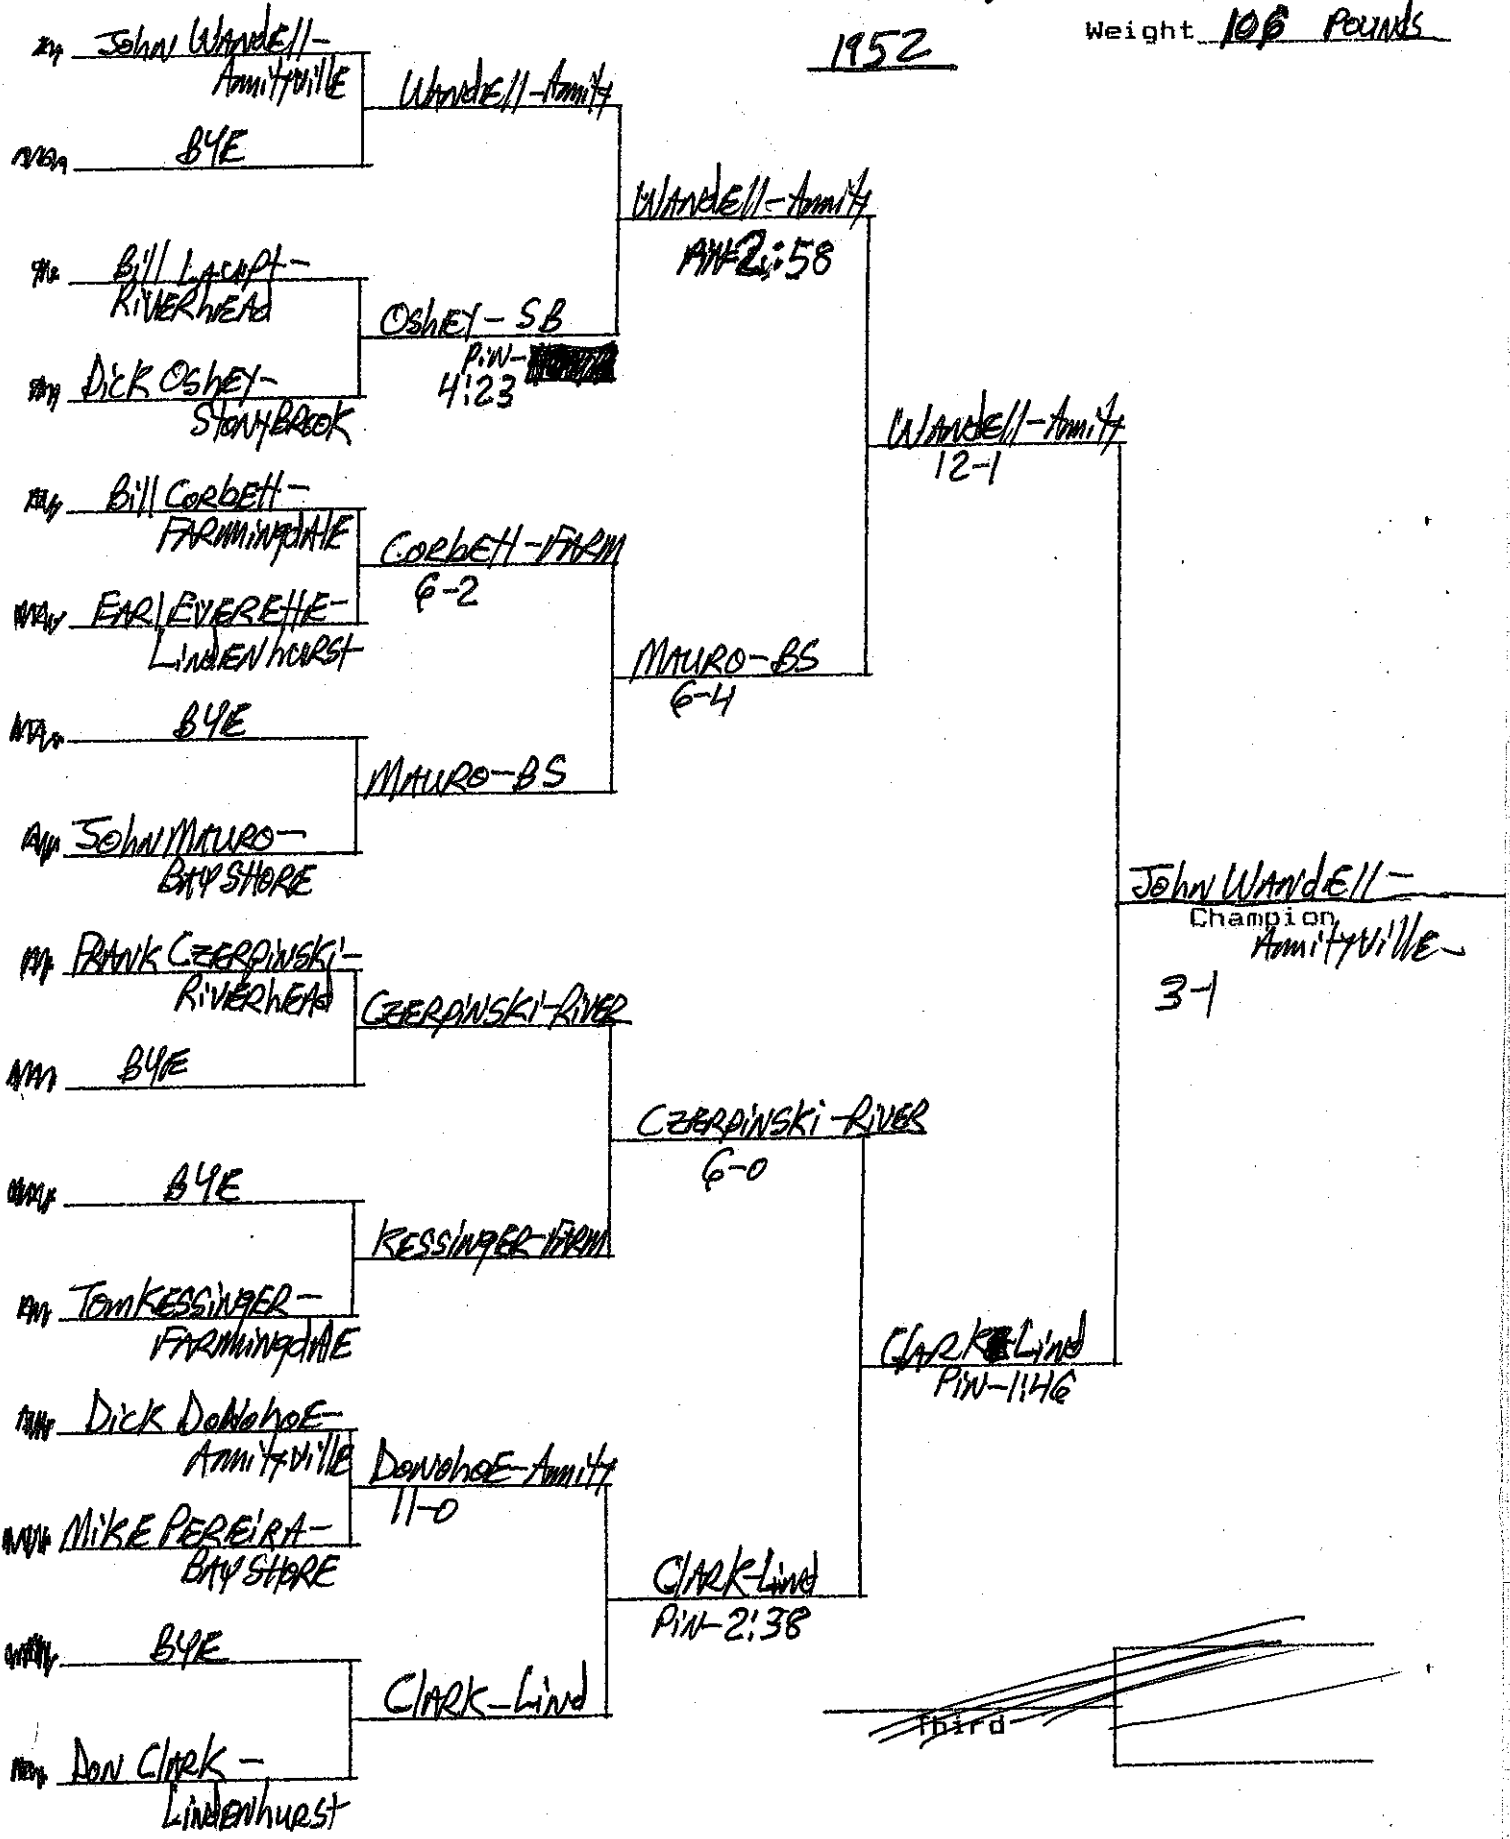 1952
Weight 106 POUNDS
John Wandell-
Amityville
BYE
Bill
Riverhead
Dick Oshey-
Stony Brook
Bill Corbett-
Farmingdale
Earl Everette-
Lindenhurst
BYE
John Mauro-
Bay Shore
Frank Czerpinski-
Riverhead
BYE
BYE
Tom Kessinger-
Farmingdale
Dick Donohoe-
Amityville
Mike Pereira-
Bay Shore
BYE
Don Clark-
Lindenhurst
Wandell-Amity
Oshey-SB
Pin-
4:23
Corbett-Farm
6-2
Mauro-BS
Czerpinski-River
Kessinger-Farm
Donohoe-Amity
11-0
Clark-Lind
Wandell-Amity
2:58
Mauro-BS
6-4
Czerpinski-River
6-0
Clark-Lind
Pin-2:38
Wandell-Amity
12-1
Clark-Lind
Pin-1:46
John Wandell-
Champion
Amityville
3-1
Third